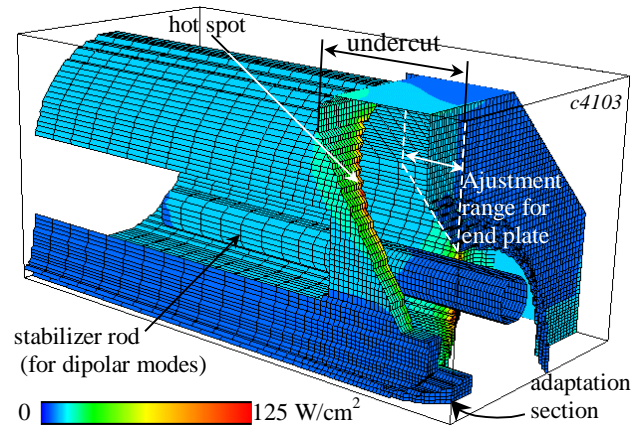 hot spot
undercut
c4103
Ajustment
range for
end plate
stabilizer rod
(for dipolar modes)
0 125 W/cm²
adaptation
section